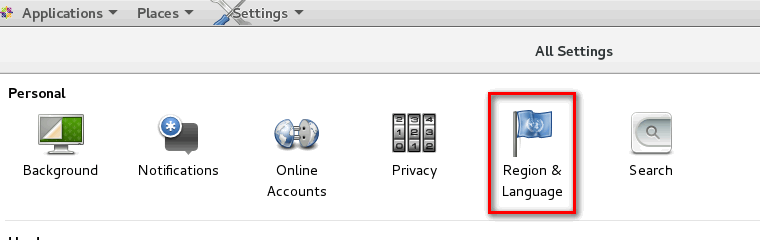 Applications Places Settings
All Settings
Personal
Background Notifications Online Accounts Privacy Region & Language Search